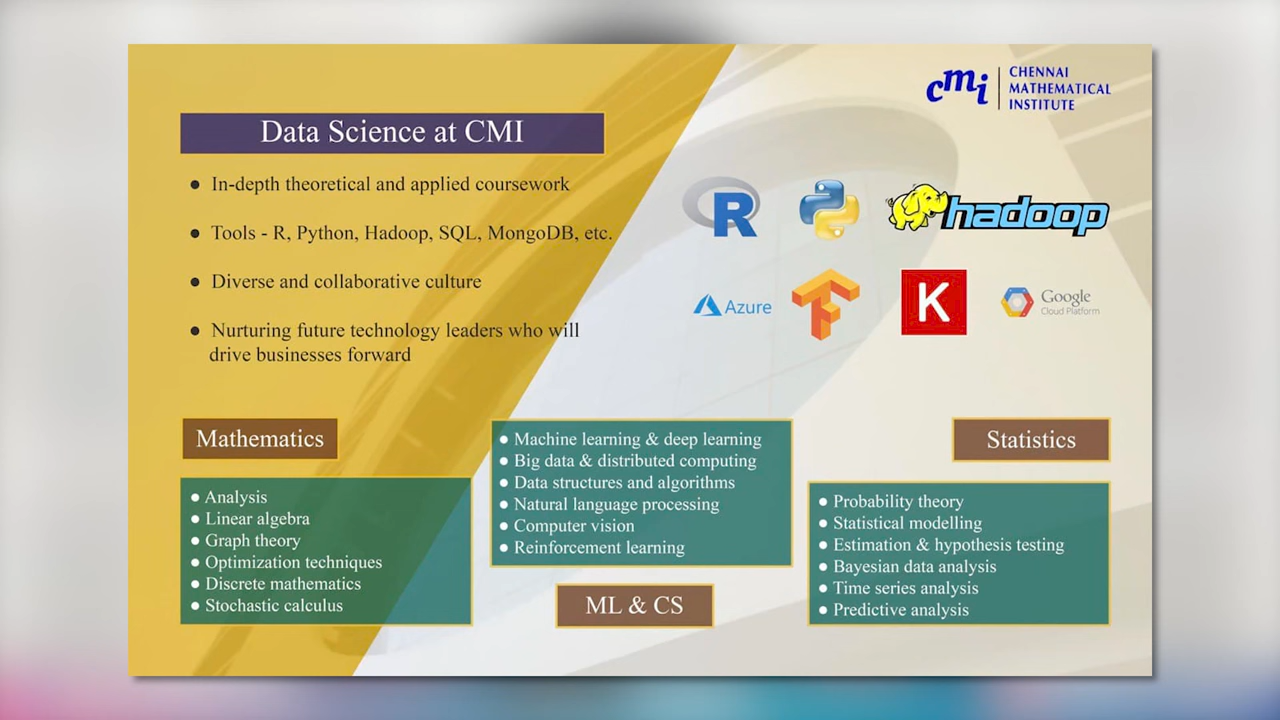 cmi
CHENNAI
MATHEMATICAL
INSTITUTE
Data Science at CMI
● In-depth theoretical and applied coursework
● Tools - R, Python, Hadoop, SQL, MongoDB, etc.
● Diverse and collaborative culture
● Nurturing future technology leaders who will
drive businesses forward
R
hadoop
Azure
K
Google
Cloud Platform
Mathematics
● Analysis
● Linear algebra
● Graph theory
● Optimization techniques
● Discrete mathematics
● Stochastic calculus
● Machine learning & deep learning
● Big data & distributed computing
● Data structures and algorithms
● Natural language processing
● Computer vision
● Reinforcement learning
ML & CS
Statistics
● Probability theory
● Statistical modelling
● Estimation & hypothesis testing
● Bayesian data analysis
● Time series analysis
● Predictive analysis